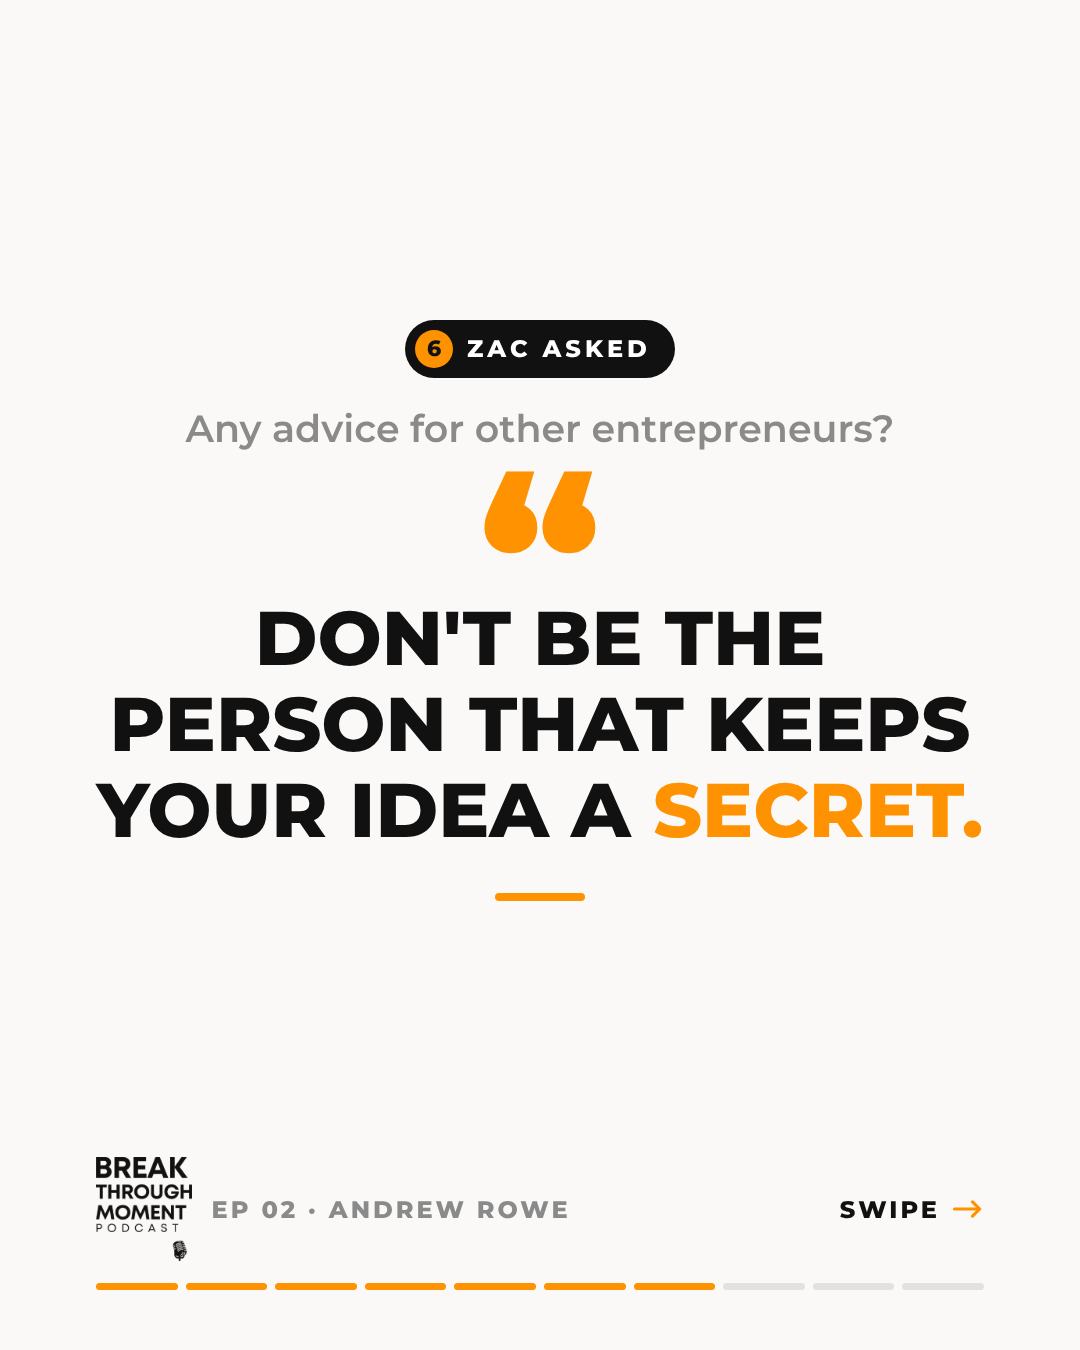 6 ZAC ASKED
Any advice for other entrepreneurs?
“
DON'T BE THE
PERSON THAT KEEPS
YOUR IDEA A SECRET.
BREAK
THROUGH
MOMENT
PODCAST
EP 02 · ANDREW ROWE
SWIPE →